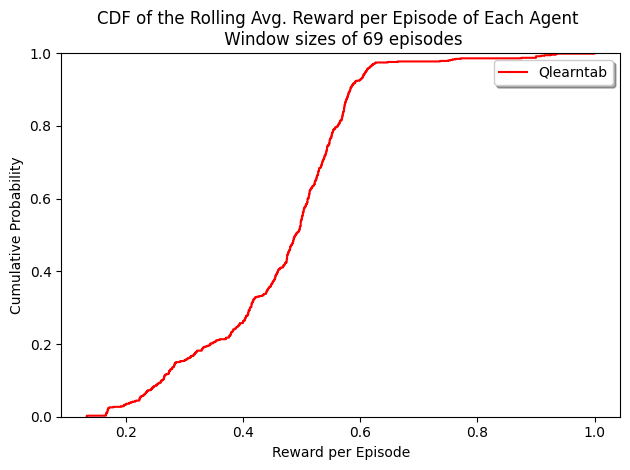 CDF of the Rolling Avg. Reward per Episode of Each Agent
Window sizes of 69 episodes
Qlearntab
Cumulative Probability
1.0
0.8
0.6
0.4
0.2
0.0
0.2
0.4
0.6
0.8
1.0
Reward per Episode